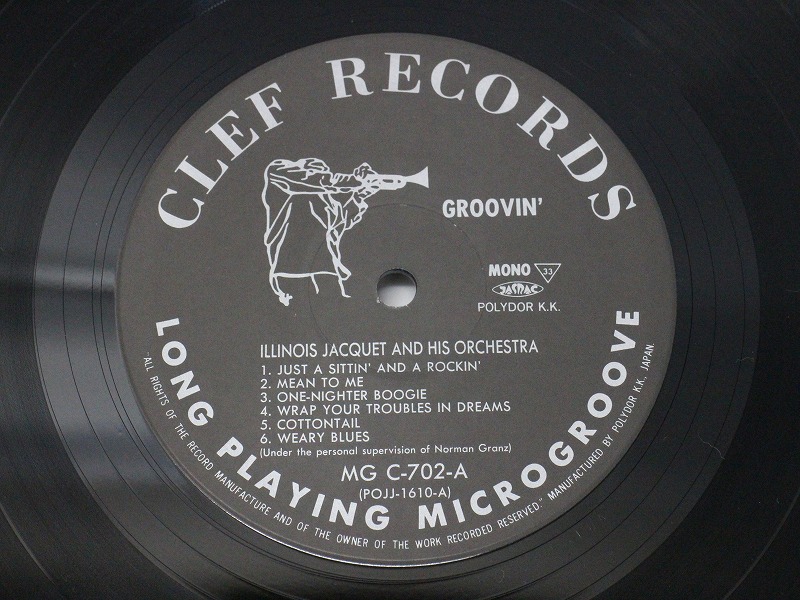 CLEF RECORDS
GROOVIN'
MONO 33
JASRAC
POLYDOR K.K.
ILLINOIS JACQUET AND HIS ORCHESTRA
1. JUST A SITTIN' AND A ROCKIN'
2. MEAN TO ME
3. ONE-NIGHTER BOOGIE
4. WRAP YOUR TROUBLES IN DREAMS
5. COTTONTAIL
6. WEARY BLUES
(Under the personal supervision of Norman Granz)
MG C-702-A
(POJJ-1610-A)
LONG PLAYING MICROGROOVE
"ALL RIGHTS OF THE RECORD MANUFACTURE AND OF THE OWNER OF THE WORK RECORDED RESERVED." MANUFACTURED BY POLYDOR K.K. JAPAN.